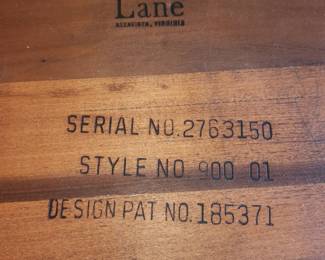 Lane
ALTAVISTA, VIRGINIA
SERIAL NO.2763150
STYLE NO 900 01
DESIGN PAT NO.185371